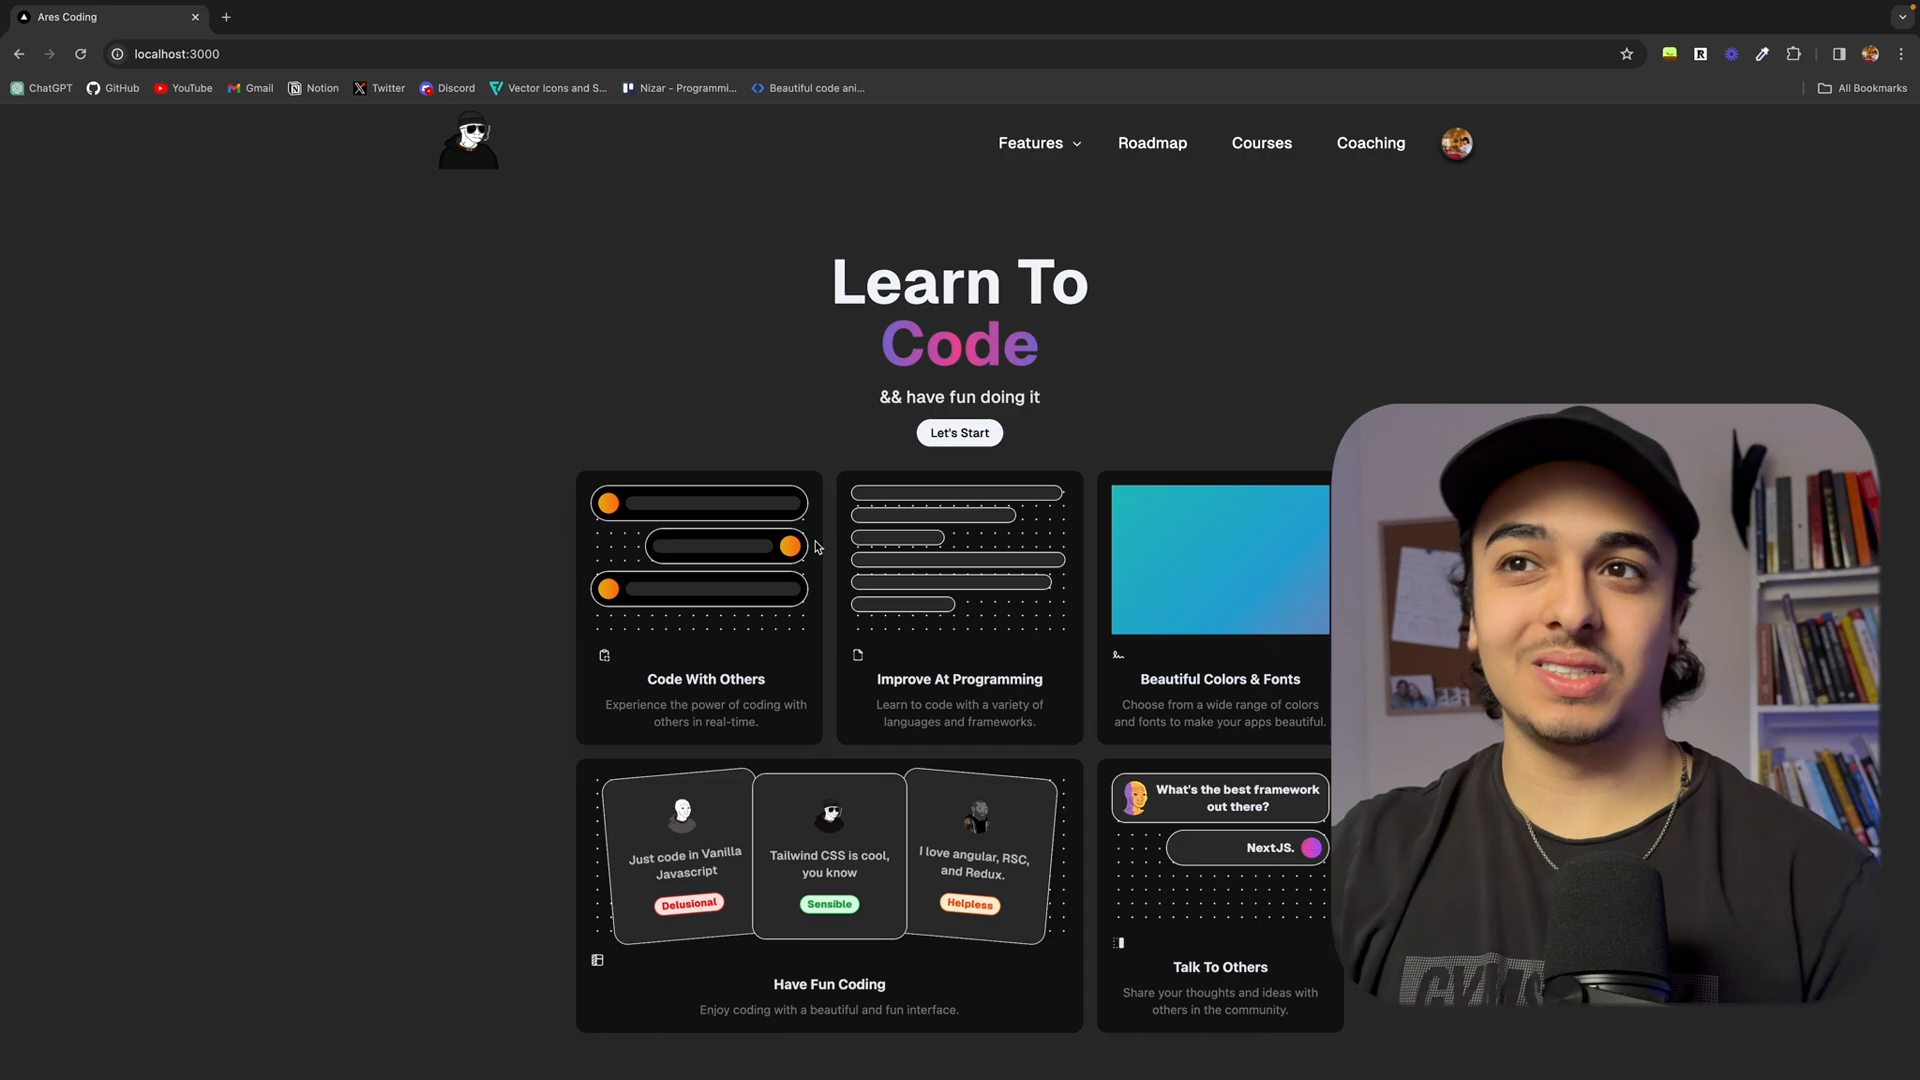 Ares Coding
localhost:3000
ChatGPT
GitHub
YouTube
Gmail
Notion
Twitter
Discord
Vector Icons and S...
Nizar - Programmi...
Beautiful code ani...
All Bookmarks
Features
Roadmap
Courses
Coaching
Learn To
Code
&& have fun doing it
Let's Start
Code With Others
Experience the power of coding with
others in real-time.
Improve At Programming
Learn to code with a variety of
languages and frameworks.
Beautiful Colors & Fonts
Choose from a wide range of colors
and fonts to make your apps beautiful.
Just code in Vanilla
Javascript
Delusional
Tailwind CSS is cool,
you know
Sensible
I love angular, RSC,
and Redux.
Helpless
Have Fun Coding
Enjoy coding with a beautiful and fun interface.
What's the best framework
out there?
NextJS.
Talk To Others
Share your thoughts and ideas with
others in the community.